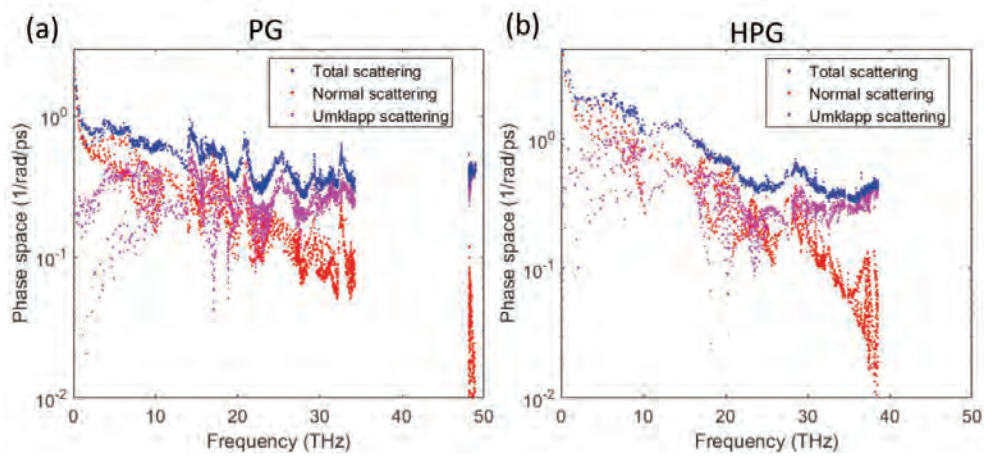 (a)
PG
Total scattering
Normal scattering
Umklapp scattering
Phase space (1/rad/ps)
10^0
10^-1
10^-2
0
10
20
30
40
50
Frequency (THz)
(b)
HPG
Total scattering
Normal scattering
Umklapp scattering
Phase space (1/rad/ps)
10^0
10^-1
10^-2
0
10
20
30
40
50
Frequency (THz)